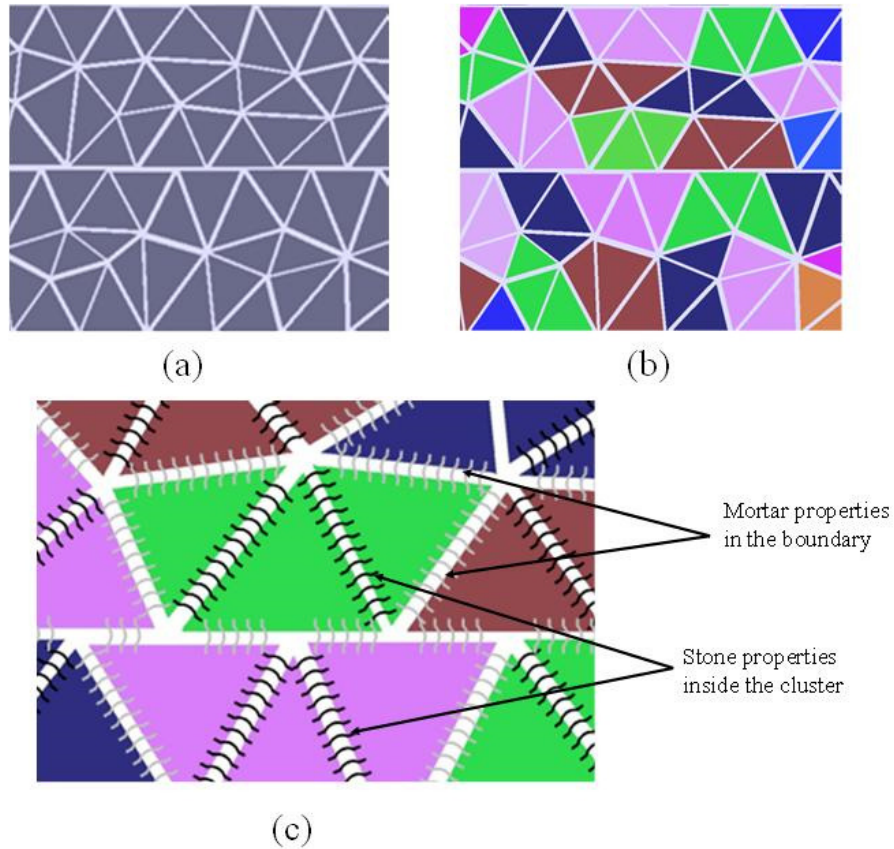 (a)
(b)
Mortar properties
in the boundary
Stone properties
inside the cluster
(c)